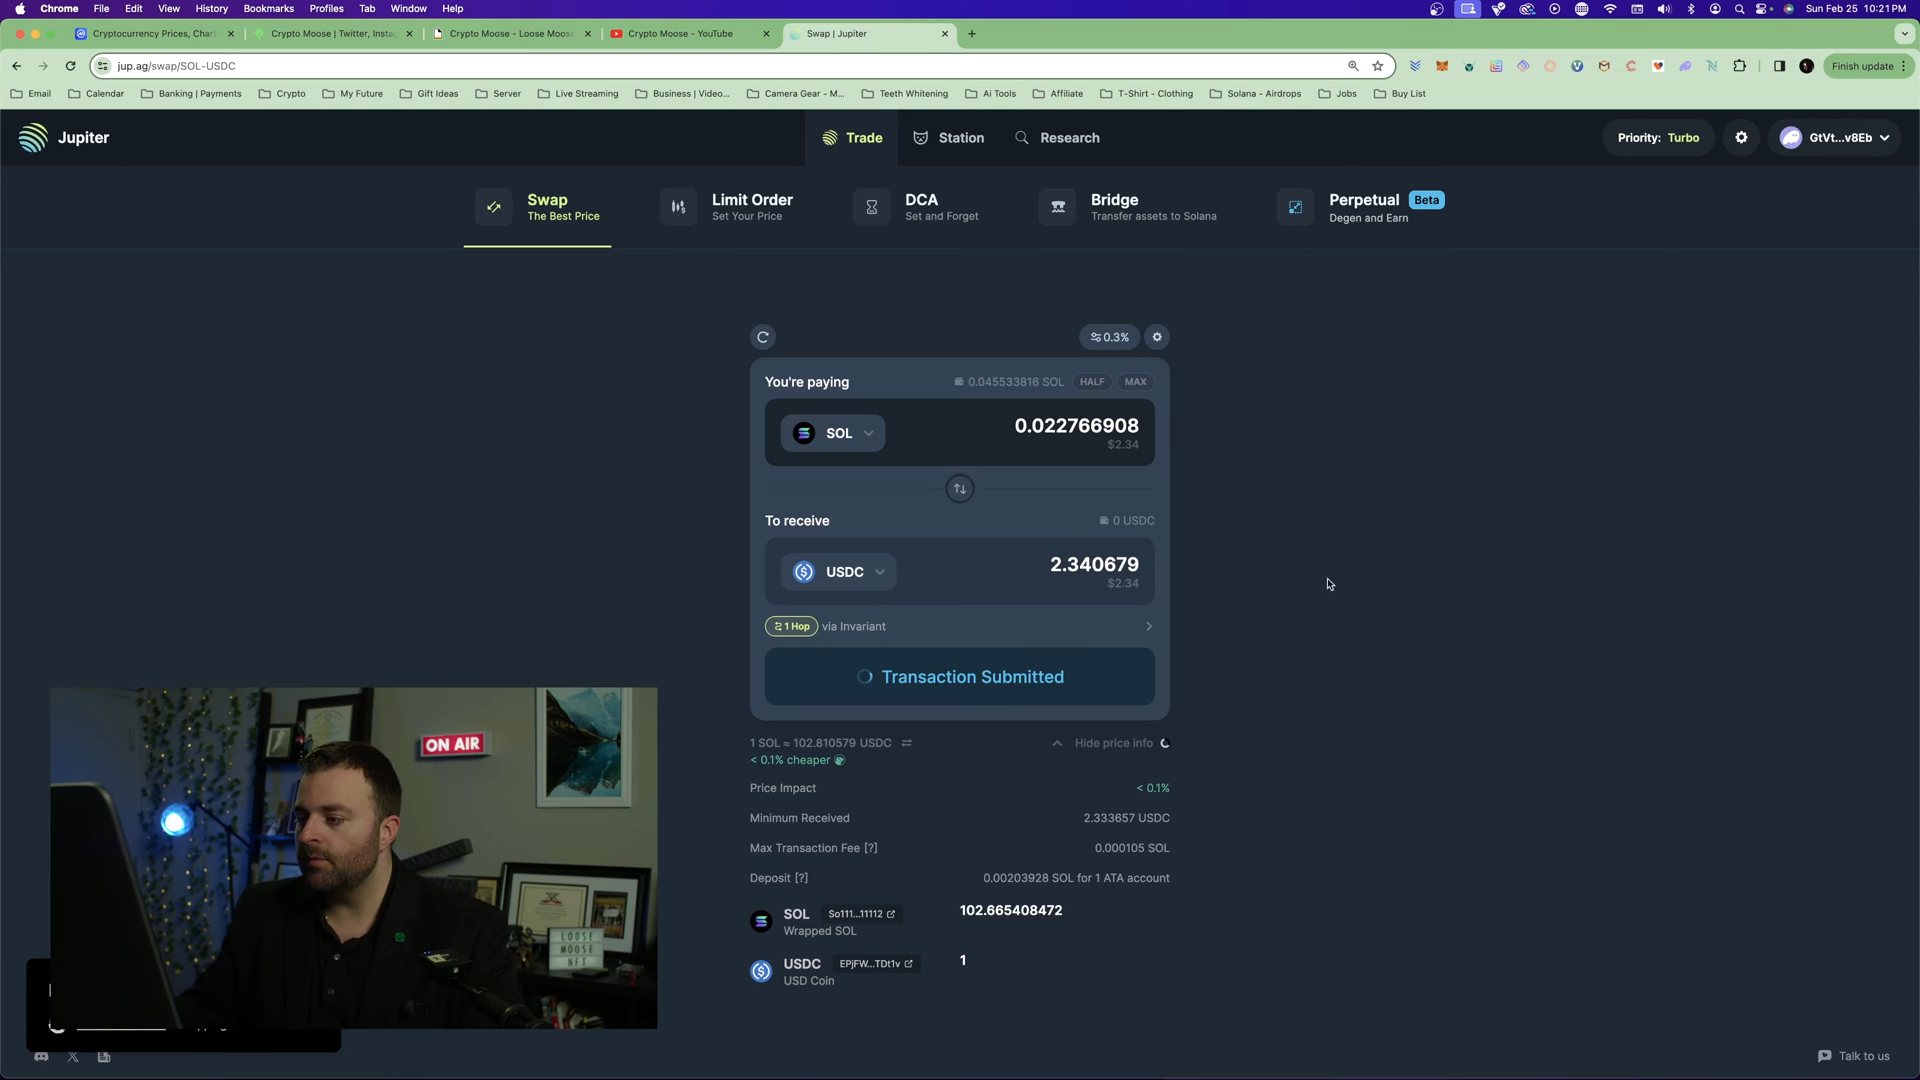 Chrome File Edit View History Bookmarks Profiles Tab Window Help
Sun Feb 25 10:21 PM
Cryptocurrency Prices, Chart
Crypto Moose | Twitter, Insta
Crypto Moose - Loose Moose
Crypto Moose - YouTube
Swap | Jupiter
jup.ag/swap/SOL-USDC
Finish update
Email
Calendar
Banking | Payments
Crypto
My Future
Gift Ideas
Server
Live Streaming
Business | Video...
Camera Gear - M...
Teeth Whitening
Ai Tools
Affiliate
T-Shirt - Clothing
Solana - Airdrops
Jobs
Buy List
Jupiter
Trade
Station
Research
Priority: Turbo
GtVt...v8Eb
Swap
The Best Price
Limit Order
Set Your Price
DCA
Set and Forget
Bridge
Transfer assets to Solana
Perpetual Beta
Degen and Earn
0.3%
You're paying
0.045533816 SOL HALF MAX
SOL 0.022766908
$2.34
To receive
0 USDC
USDC 2.340679
$2.34
1 Hop via Invariant
Transaction Submitted
1 SOL ≈ 102.810579 USDC
Hide price info
< 0.1% cheaper
Price Impact < 0.1%
Minimum Received 2.333657 USDC
Max Transaction Fee [?] 0.000105 SOL
Deposit [?] 0.00203928 SOL for 1 ATA account
SOL So111...11112 102.665408472
Wrapped SOL
USDC EPjFW...TDt1v 1
USD Coin
ON AIR
LOOSE
MOOSE
NFT
Talk to us